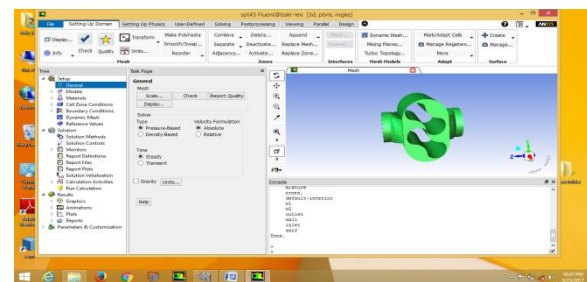 spt45 Fluent@tskr-len [3d, pbns, rngke]
File Setting Up Domain Setting Up Physics User-Defined Solving Postprocessing Viewing Parallel Design ANSYS
Display... Transform Make Polyhedra Combine Delete... Append Mesh... Dynamic Mesh... Mark/Adapt Cells Create
Smooth/Swap... Separate Deactivate... Replace Mesh... Mixing Planes... Manage Registers... Manage...
Info Check Quality Units... Reorder Adjacency... Activate... Replace Zone... Turbo Topology... More
Mesh Zones Interfaces Mesh Models Adapt Surface
Tree Task Page Mesh
Setup
General
Models
Materials
Cell Zone Conditions
Boundary Conditions
Dynamic Mesh
Reference Values
Solution
Solution Methods
Solution Controls
Monitors
Report Definitions
Report Files
Report Plots
Solution Initialization
Calculation Activities
Run Calculation
Results
Graphics
Animations
Plots
Reports
Parameters & Customization
General
Mesh
Scale... Check Report Quality
Display...
Solver
Type Velocity Formulation
Pressure-Based Absolute
Density-Based Relative
Time
Steady
Transient
Gravity Units...
Help
Console
mixture
zones,
default-interior
outlet
wall
inlet
Done.
>
>
10:23 PM